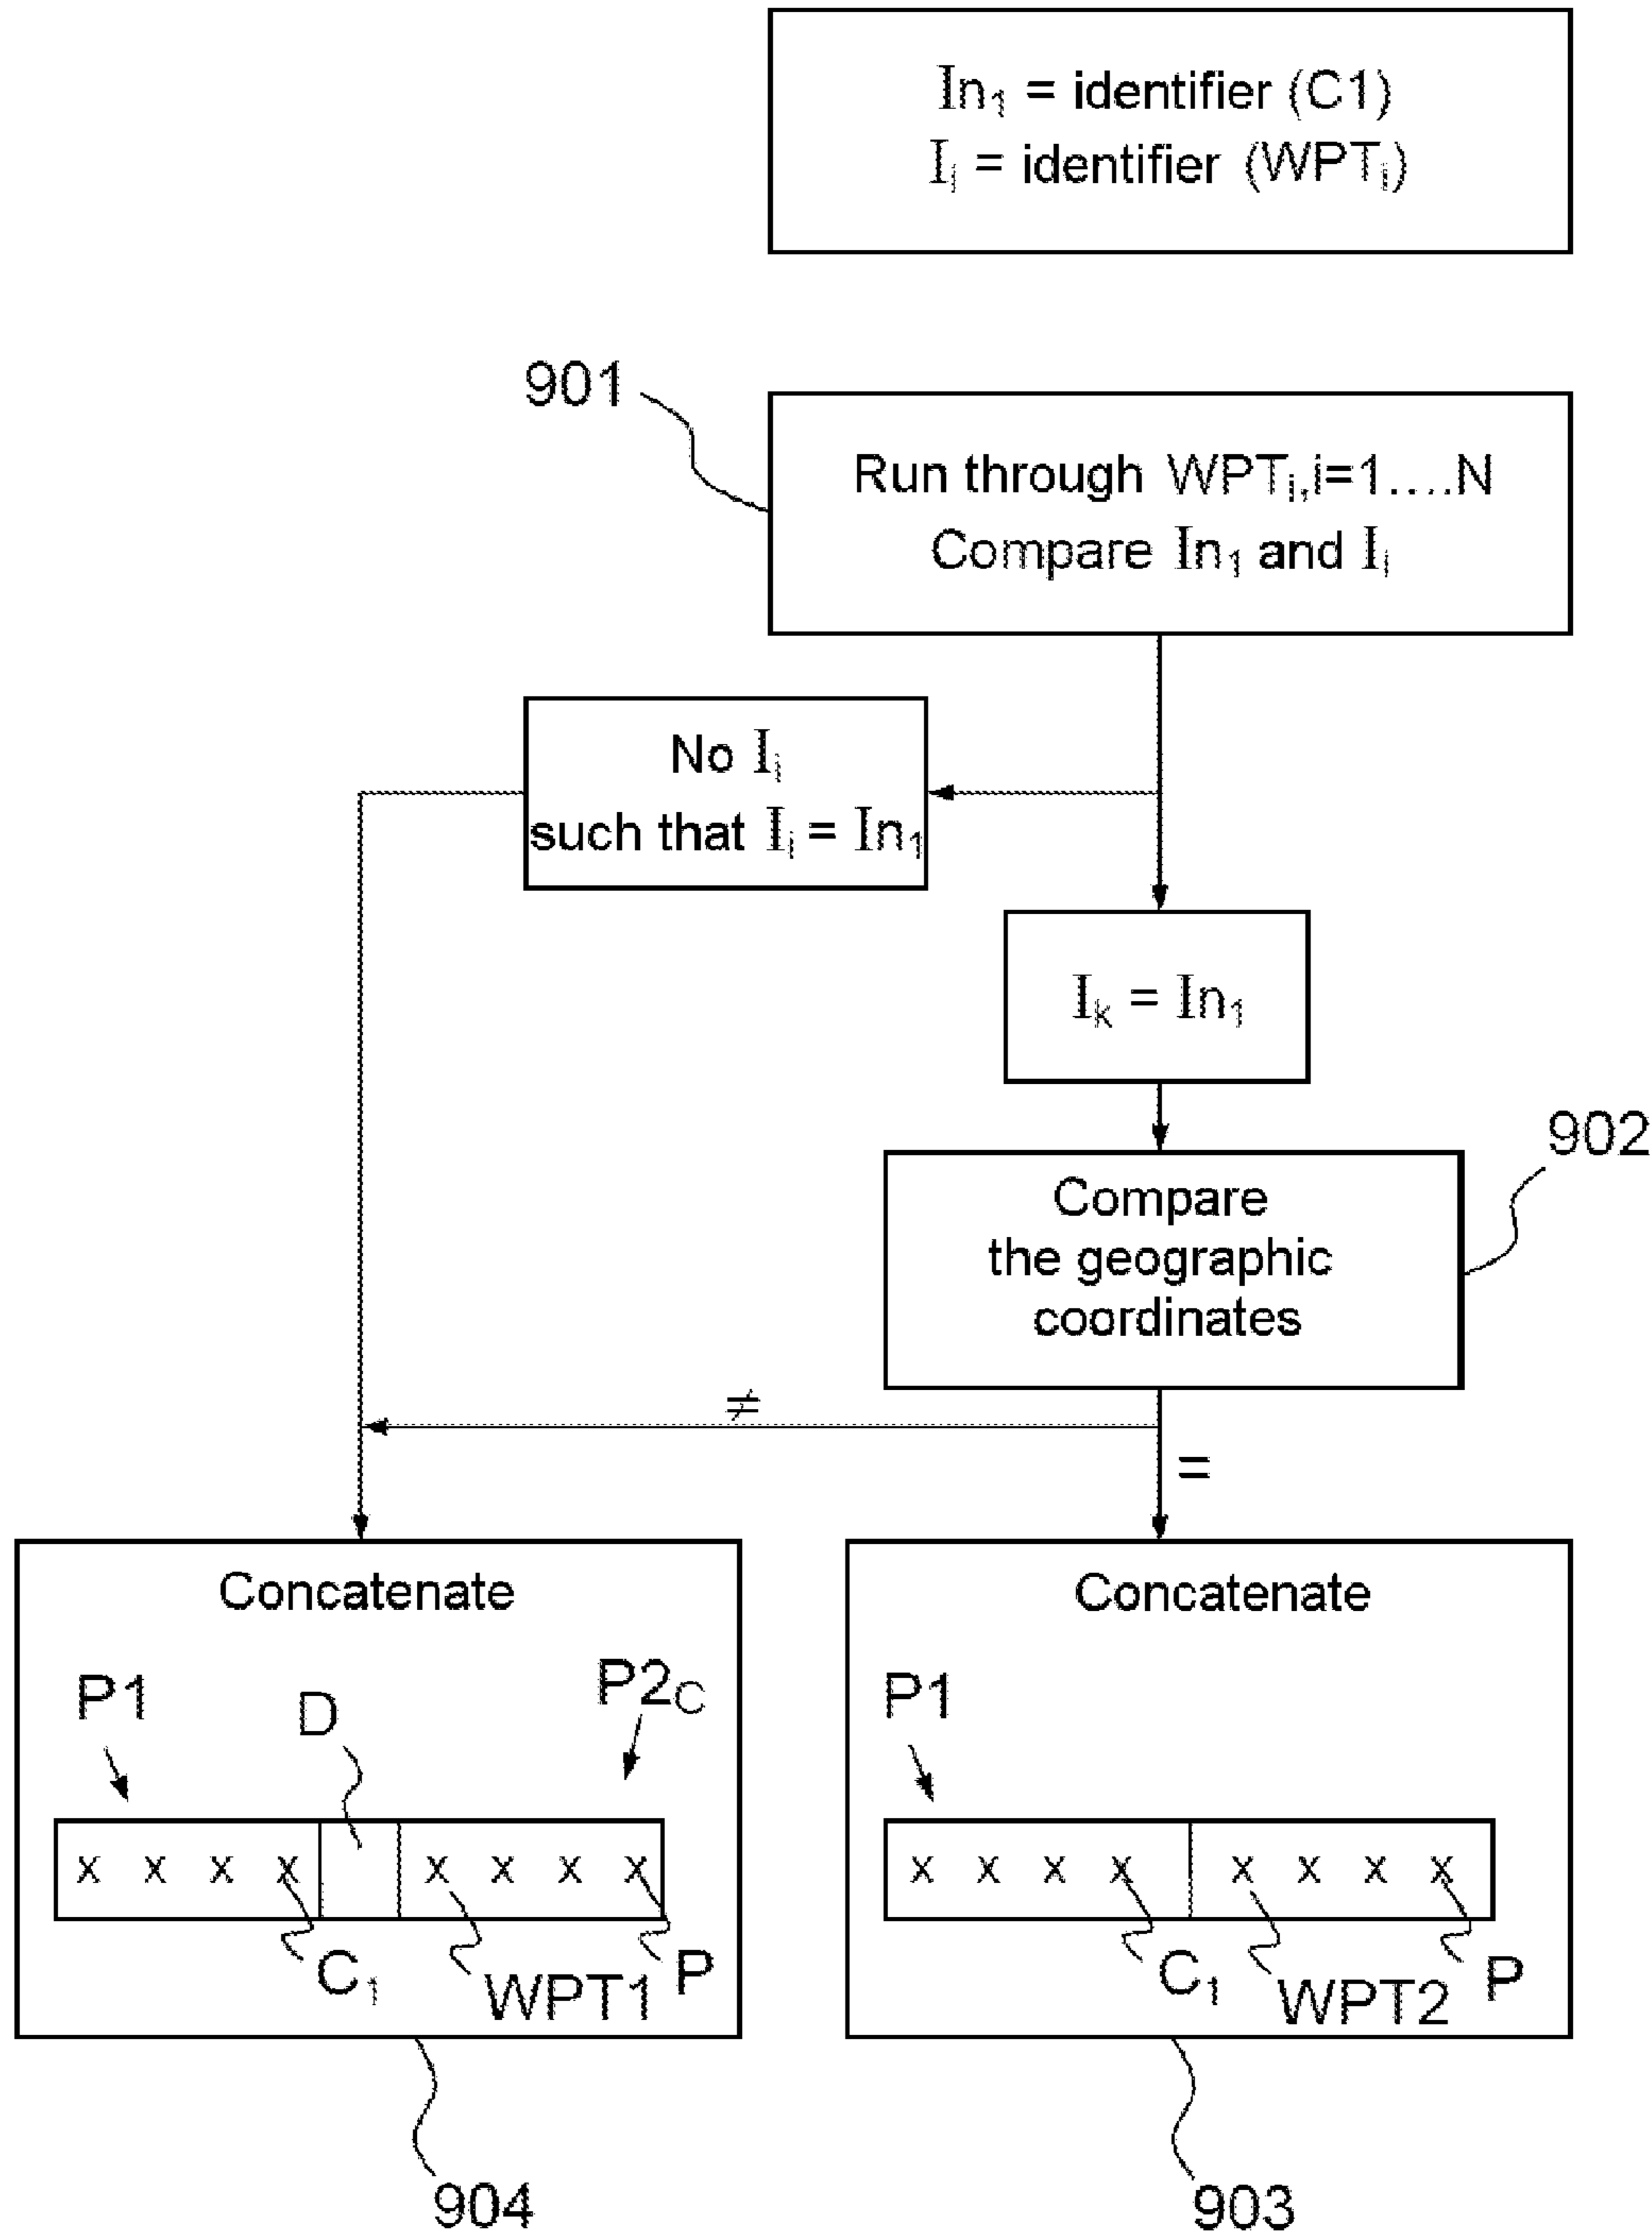 In₁ = identifier (C1)
Iᵢ = identifier (WPTᵢ)
901
Run through WPTᵢ,i=1....N
Compare In₁ and Iᵢ
No Iᵢ
such that Iᵢ = In₁
Iₖ = In₁
902
Compare
the geographic
coordinates
≠
=
Concatenate
P1
D
P2C
x x x x x x x x
C₁
WPT1
P
904
Concatenate
P1
x x x x x x x x
C₁
WPT2
P
903